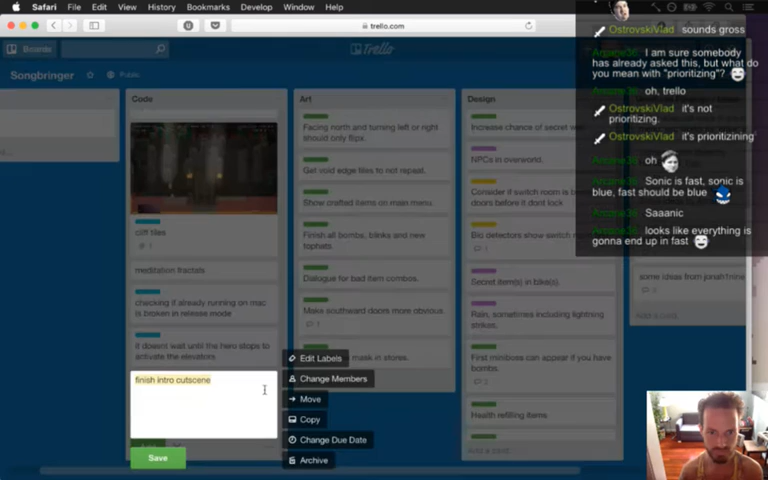 Safari File Edit View History Bookmarks Develop Window Help
trello.com
Boards
Trello
Songbringer
Public
Code
cliff tiles
meditation fractals
checking if already running on mac
is broken in release mode
it doesnt wait until the hero stops to
activate the elevators
finish intro cutscene
Save
Edit Labels
Change Members
Move
Copy
Change Due Date
Archive
Art
Facing north and turning left or right
should only flipx.
Get void edge tiles to not repeat.
Show crafted items on main menu.
Finish all bombs, blinks and new
tophats.
Dialogue for bad item combos.
Make southward doors more obvious.
mask in stores.
Design
Increase chance of secret
NPCs in overworld.
Consider if switch room is
doors before it dont lock
Bio detectors show switch
Secret item(s) in bike(s).
Rain, sometimes including lightning
strikes.
First miniboss can appear if you have
bombs.
Health refilling items
Add a card...
some ideas from jonah1nine
Add a card...
OstrovskiVlad sounds gross
I am sure somebody
has already asked this, but what do
you mean with "prioritizing"?
oh, trello
OstrovskiVlad it's not
prioritizing.
OstrovskiVlad it's prioritizining
oh
Sonic is fast, sonic is
blue, fast should be blue
Saaanic
looks like everything is
gonna end up in fast